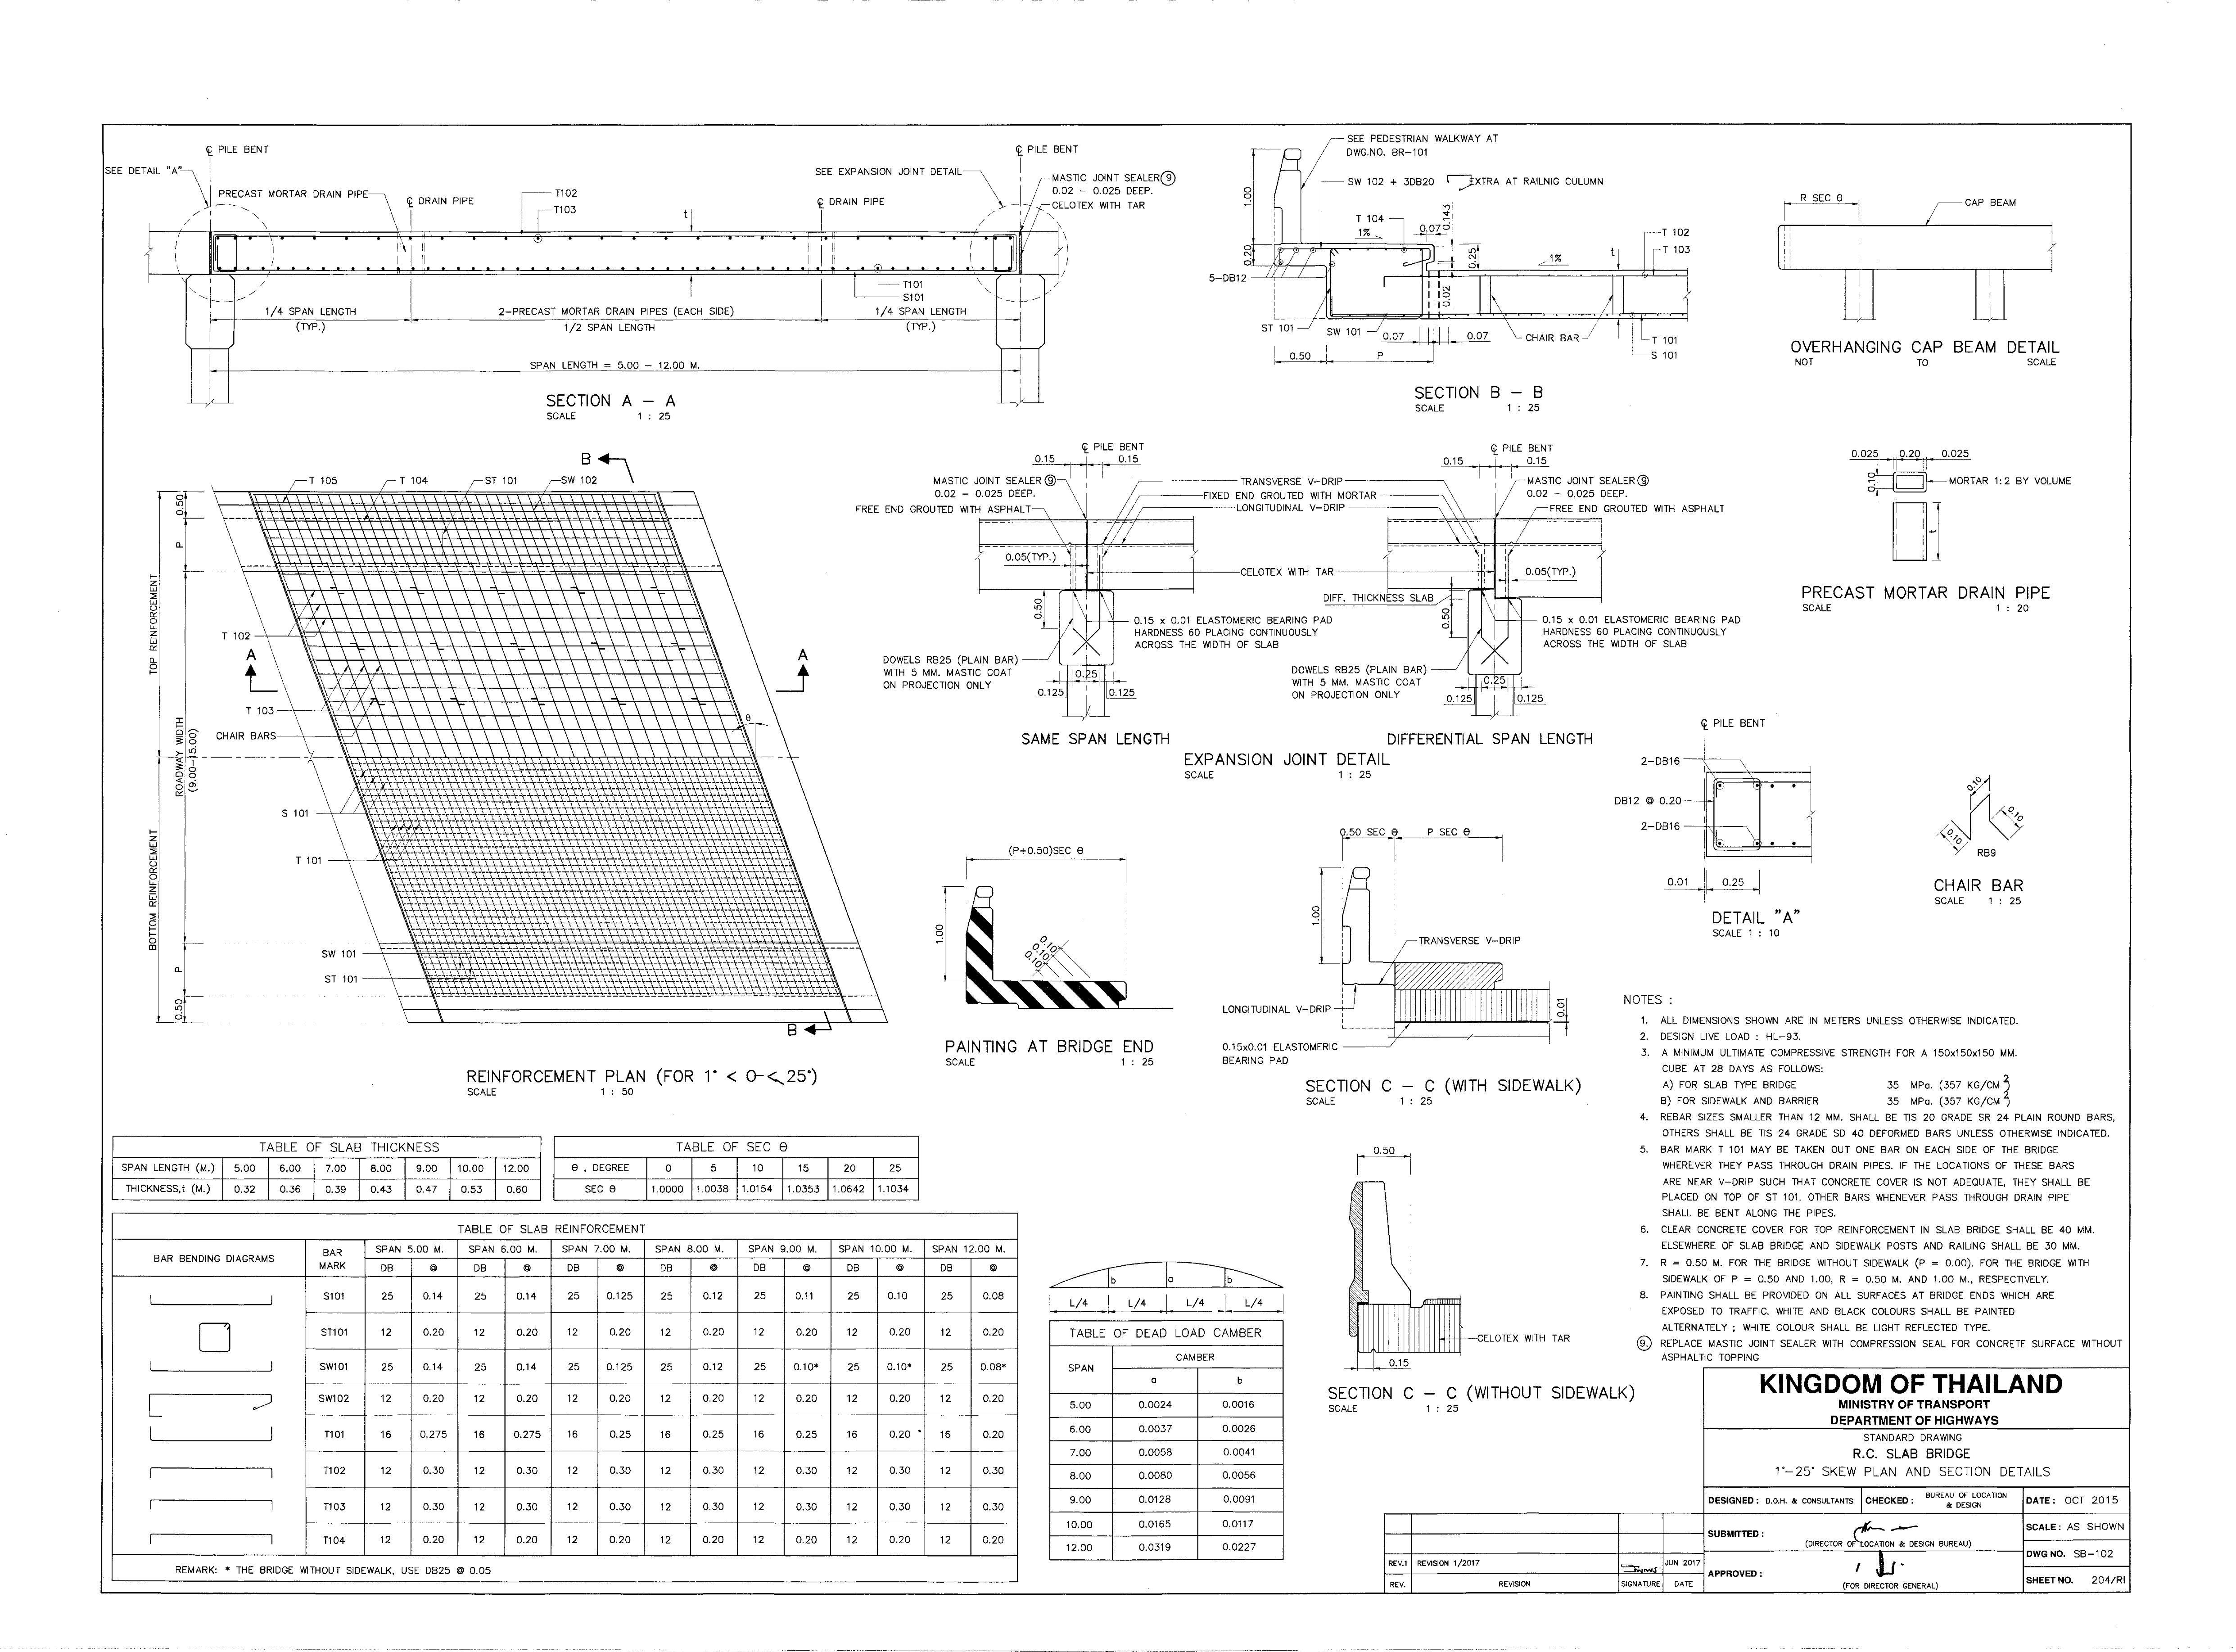 ℄ PILE BENT
℄ PILE BENT
SEE DETAIL "A"
PRECAST MORTAR DRAIN PIPE
℄ DRAIN PIPE
T102
T103
t
℄ DRAIN PIPE
SEE EXPANSION JOINT DETAIL
MASTIC JOINT SEALER 9
0.02 – 0.025 DEEP.
CELOTEX WITH TAR
T101
S101
1/4 SPAN LENGTH
(TYP.)
2-PRECAST MORTAR DRAIN PIPES (EACH SIDE)
1/2 SPAN LENGTH
1/4 SPAN LENGTH
(TYP.)
SPAN LENGTH = 5.00 – 12.00 M.
SECTION A – A
SCALE 1 : 25
SEE PEDESTRIAN WALKWAY AT
DWG.NO. BR-101
SW 102 + 3DB20
EXTRA AT RAILNIG CULUMN
1.00
0.20
T 104
1%
0.07
0.143
0.25
0.02
1%
t
T 102
T 103
5-DB12
ST 101
SW 101
0.07
0.07
CHAIR BAR
T 101
S 101
0.50
P
SECTION B – B
SCALE 1 : 25
R SEC θ
CAP BEAM
OVERHANGING CAP BEAM DETAIL
NOT TO SCALE
B
T 105
T 104
ST 101
SW 102
0.50
P
TOP REINFORCEMENT
T 102
A
A
T 103
CHAIR BARS
θ
ROADWAY WIDTH
(9.00-15.00)
S 101
T 101
BOTTOM REINFORCEMENT
SW 101
ST 101
P
0.50
B
REINFORCEMENT PLAN (FOR 1° < 0-< 25°)
SCALE 1 : 50
℄ PILE BENT
0.15
0.15
MASTIC JOINT SEALER 9
0.02 – 0.025 DEEP.
FREE END GROUTED WITH ASPHALT
TRANSVERSE V-DRIP
FIXED END GROUTED WITH MORTAR
LONGITUDINAL V-DRIP
0.05(TYP.)
CELOTEX WITH TAR
0.50
0.15 x 0.01 ELASTOMERIC BEARING PAD
HARDNESS 60 PLACING CONTINUOUSLY
ACROSS THE WIDTH OF SLAB
DOWELS RB25 (PLAIN BAR)
WITH 5 MM. MASTIC COAT
ON PROJECTION ONLY
0.25
0.125
0.125
SAME SPAN LENGTH
℄ PILE BENT
0.15
0.15
MASTIC JOINT SEALER 9
0.02 – 0.025 DEEP.
FREE END GROUTED WITH ASPHALT
0.05(TYP.)
DIFF. THICKNESS SLAB
0.50
0.15 x 0.01 ELASTOMERIC BEARING PAD
HARDNESS 60 PLACING CONTINUOUSLY
ACROSS THE WIDTH OF SLAB
DOWELS RB25 (PLAIN BAR)
WITH 5 MM. MASTIC COAT
ON PROJECTION ONLY
0.25
0.125
0.125
DIFFERENTIAL SPAN LENGTH
EXPANSION JOINT DETAIL
SCALE 1 : 25
0.025
0.20
0.025
0.10
MORTAR 1:2 BY VOLUME
t
PRECAST MORTAR DRAIN PIPE
SCALE 1 : 20
℄ PILE BENT
2-DB16
DB12 @ 0.20
2-DB16
0.01
0.25
DETAIL "A"
SCALE 1 : 10
0.10
0.10
0.10
RB9
CHAIR BAR
SCALE 1 : 25
(P+0.50)SEC θ
1.00
0.10
0.10
0.10
PAINTING AT BRIDGE END
SCALE 1 : 25
0.50 SEC θ
P SEC θ
1.00
TRANSVERSE V-DRIP
LONGITUDINAL V-DRIP
0.01
0.15x0.01 ELASTOMERIC
BEARING PAD
SECTION C – C (WITH SIDEWALK)
SCALE 1 : 25
0.50
CELOTEX WITH TAR
0.15
SECTION C – C (WITHOUT SIDEWALK)
SCALE 1 : 25
NOTES :
1. ALL DIMENSIONS SHOWN ARE IN METERS UNLESS OTHERWISE INDICATED.
2. DESIGN LIVE LOAD : HL-93.
3. A MINIMUM ULTIMATE COMPRESSIVE STRENGTH FOR A 150x150x150 MM.
CUBE AT 28 DAYS AS FOLLOWS:
A) FOR SLAB TYPE BRIDGE 35 MPa. (357 KG/CM²)
B) FOR SIDEWALK AND BARRIER 35 MPa. (357 KG/CM²)
4. REBAR SIZES SMALLER THAN 12 MM. SHALL BE TIS 20 GRADE SR 24 PLAIN ROUND BARS,
OTHERS SHALL BE TIS 24 GRADE SD 40 DEFORMED BARS UNLESS OTHERWISE INDICATED.
5. BAR MARK T 101 MAY BE TAKEN OUT ONE BAR ON EACH SIDE OF THE BRIDGE
WHEREVER THEY PASS THROUGH DRAIN PIPES. IF THE LOCATIONS OF THESE BARS
ARE NEAR V-DRIP SUCH THAT CONCRETE COVER IS NOT ADEQUATE, THEY SHALL BE
PLACED ON TOP OF ST 101. OTHER BARS WHENEVER PASS THROUGH DRAIN PIPE
SHALL BE BENT ALONG THE PIPES.
6. CLEAR CONCRETE COVER FOR TOP REINFORCEMENT IN SLAB BRIDGE SHALL BE 40 MM.
ELSEWHERE OF SLAB BRIDGE AND SIDEWALK POSTS AND RAILING SHALL BE 30 MM.
7. R = 0.50 M. FOR THE BRIDGE WITHOUT SIDEWALK (P = 0.00). FOR THE BRIDGE WITH
SIDEWALK OF P = 0.50 AND 1.00, R = 0.50 M. AND 1.00 M., RESPECTIVELY.
8. PAINTING SHALL BE PROVIDED ON ALL SURFACES AT BRIDGE ENDS WHICH ARE
EXPOSED TO TRAFFIC. WHITE AND BLACK COLOURS SHALL BE PAINTED
ALTERNATELY ; WHITE COLOUR SHALL BE LIGHT REFLECTED TYPE.
9. REPLACE MASTIC JOINT SEALER WITH COMPRESSION SEAL FOR CONCRETE SURFACE WITHOUT
ASPHALTIC TOPPING
TABLE OF SLAB THICKNESS
SPAN LENGTH (M.) 5.00 6.00 7.00 8.00 9.00 10.00 12.00
THICKNESS,t (M.) 0.32 0.36 0.39 0.43 0.47 0.53 0.60
TABLE OF SEC θ
θ , DEGREE 0 5 10 15 20 25
SEC θ 1.0000 1.0038 1.0154 1.0353 1.0642 1.1034
TABLE OF SLAB REINFORCEMENT
BAR BENDING DIAGRAMS BAR MARK SPAN 5.00 M. SPAN 6.00 M. SPAN 7.00 M. SPAN 8.00 M. SPAN 9.00 M. SPAN 10.00 M. SPAN 12.00 M.
DB @ DB @ DB @ DB @ DB @ DB @ DB @
S101 25 0.14 25 0.14 25 0.125 25 0.12 25 0.11 25 0.10 25 0.08
ST101 12 0.20 12 0.20 12 0.20 12 0.20 12 0.20 12 0.20 12 0.20
SW101 25 0.14 25 0.14 25 0.125 25 0.12 25 0.10* 25 0.10* 25 0.08*
SW102 12 0.20 12 0.20 12 0.20 12 0.20 12 0.20 12 0.20 12 0.20
T101 16 0.275 16 0.275 16 0.25 16 0.25 16 0.25 16 0.20 16 0.20
T102 12 0.30 12 0.30 12 0.30 12 0.30 12 0.30 12 0.30 12 0.30
T103 12 0.30 12 0.30 12 0.30 12 0.30 12 0.30 12 0.30 12 0.30
T104 12 0.20 12 0.20 12 0.20 12 0.20 12 0.20 12 0.20 12 0.20
REMARK: * THE BRIDGE WITHOUT SIDEWALK, USE DB25 @ 0.05
b a b
L/4 L/4 L/4 L/4
TABLE OF DEAD LOAD CAMBER
SPAN CAMBER
a b
5.00 0.0024 0.0016
6.00 0.0037 0.0026
7.00 0.0058 0.0041
8.00 0.0080 0.0056
9.00 0.0128 0.0091
10.00 0.0165 0.0117
12.00 0.0319 0.0227
KINGDOM OF THAILAND
MINISTRY OF TRANSPORT
DEPARTMENT OF HIGHWAYS
STANDARD DRAWING
R.C. SLAB BRIDGE
1°–25° SKEW PLAN AND SECTION DETAILS
DESIGNED : D.O.H. & CONSULTANTS CHECKED : BUREAU OF LOCATION & DESIGN DATE : OCT 2015
SUBMITTED :
(DIRECTOR OF LOCATION & DESIGN BUREAU)
SCALE : AS SHOWN
DWG NO. SB-102
APPROVED :
(FOR DIRECTOR GENERAL)
SHEET NO. 204/RI
REV.1 REVISION 1/2017 JUN 2017
REV. REVISION SIGNATURE DATE